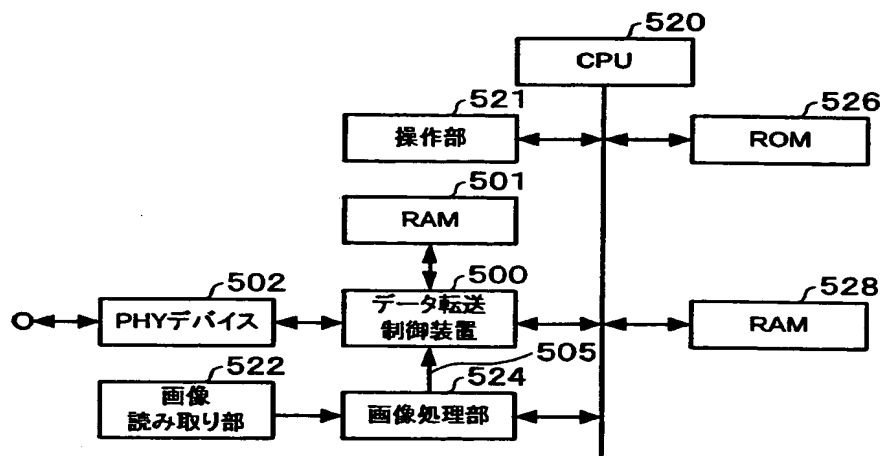 520
CPU
521
操作部
526
ROM
501
RAM
502
PHYデバイス
500
データ転送
制御装置
528
RAM
505
522
画像
読み取り部
524
画像処理部